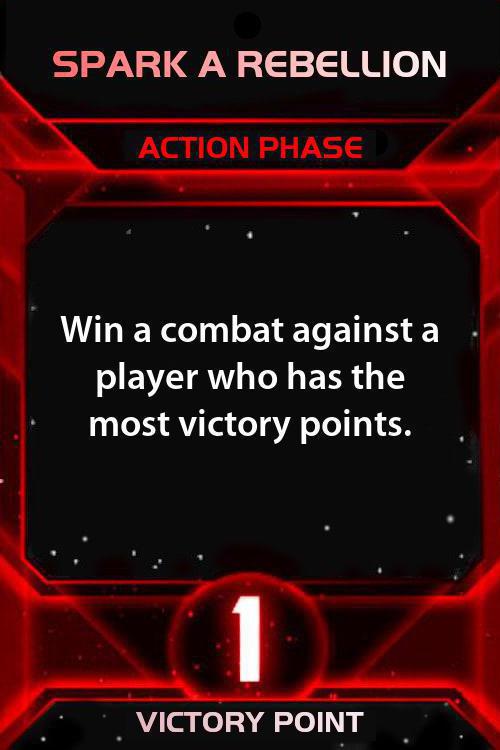 SPARK A REBELLION
ACTION PHASE
Win a combat against a
player who has the
most victory points.
1
VICTORY POINT